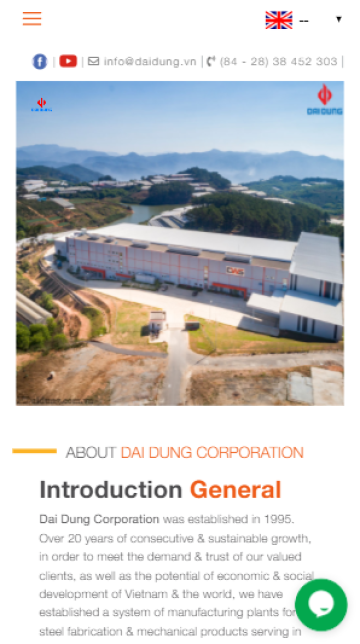 --
| | info@daidung.vn | (84 - 28) 38 452 303 |
DAI DUNG
DAS
ABOUT DAI DUNG CORPORATION
Introduction General
Dai Dung Corporation was established in 1995.
Over 20 years of consecutive & sustainable growth,
in order to meet the demand & trust of our valued
clients, as well as the potential of economic & social
development of Vietnam & the world, we have
established a system of manufacturing plants for
steel fabrication & mechanical products serving in